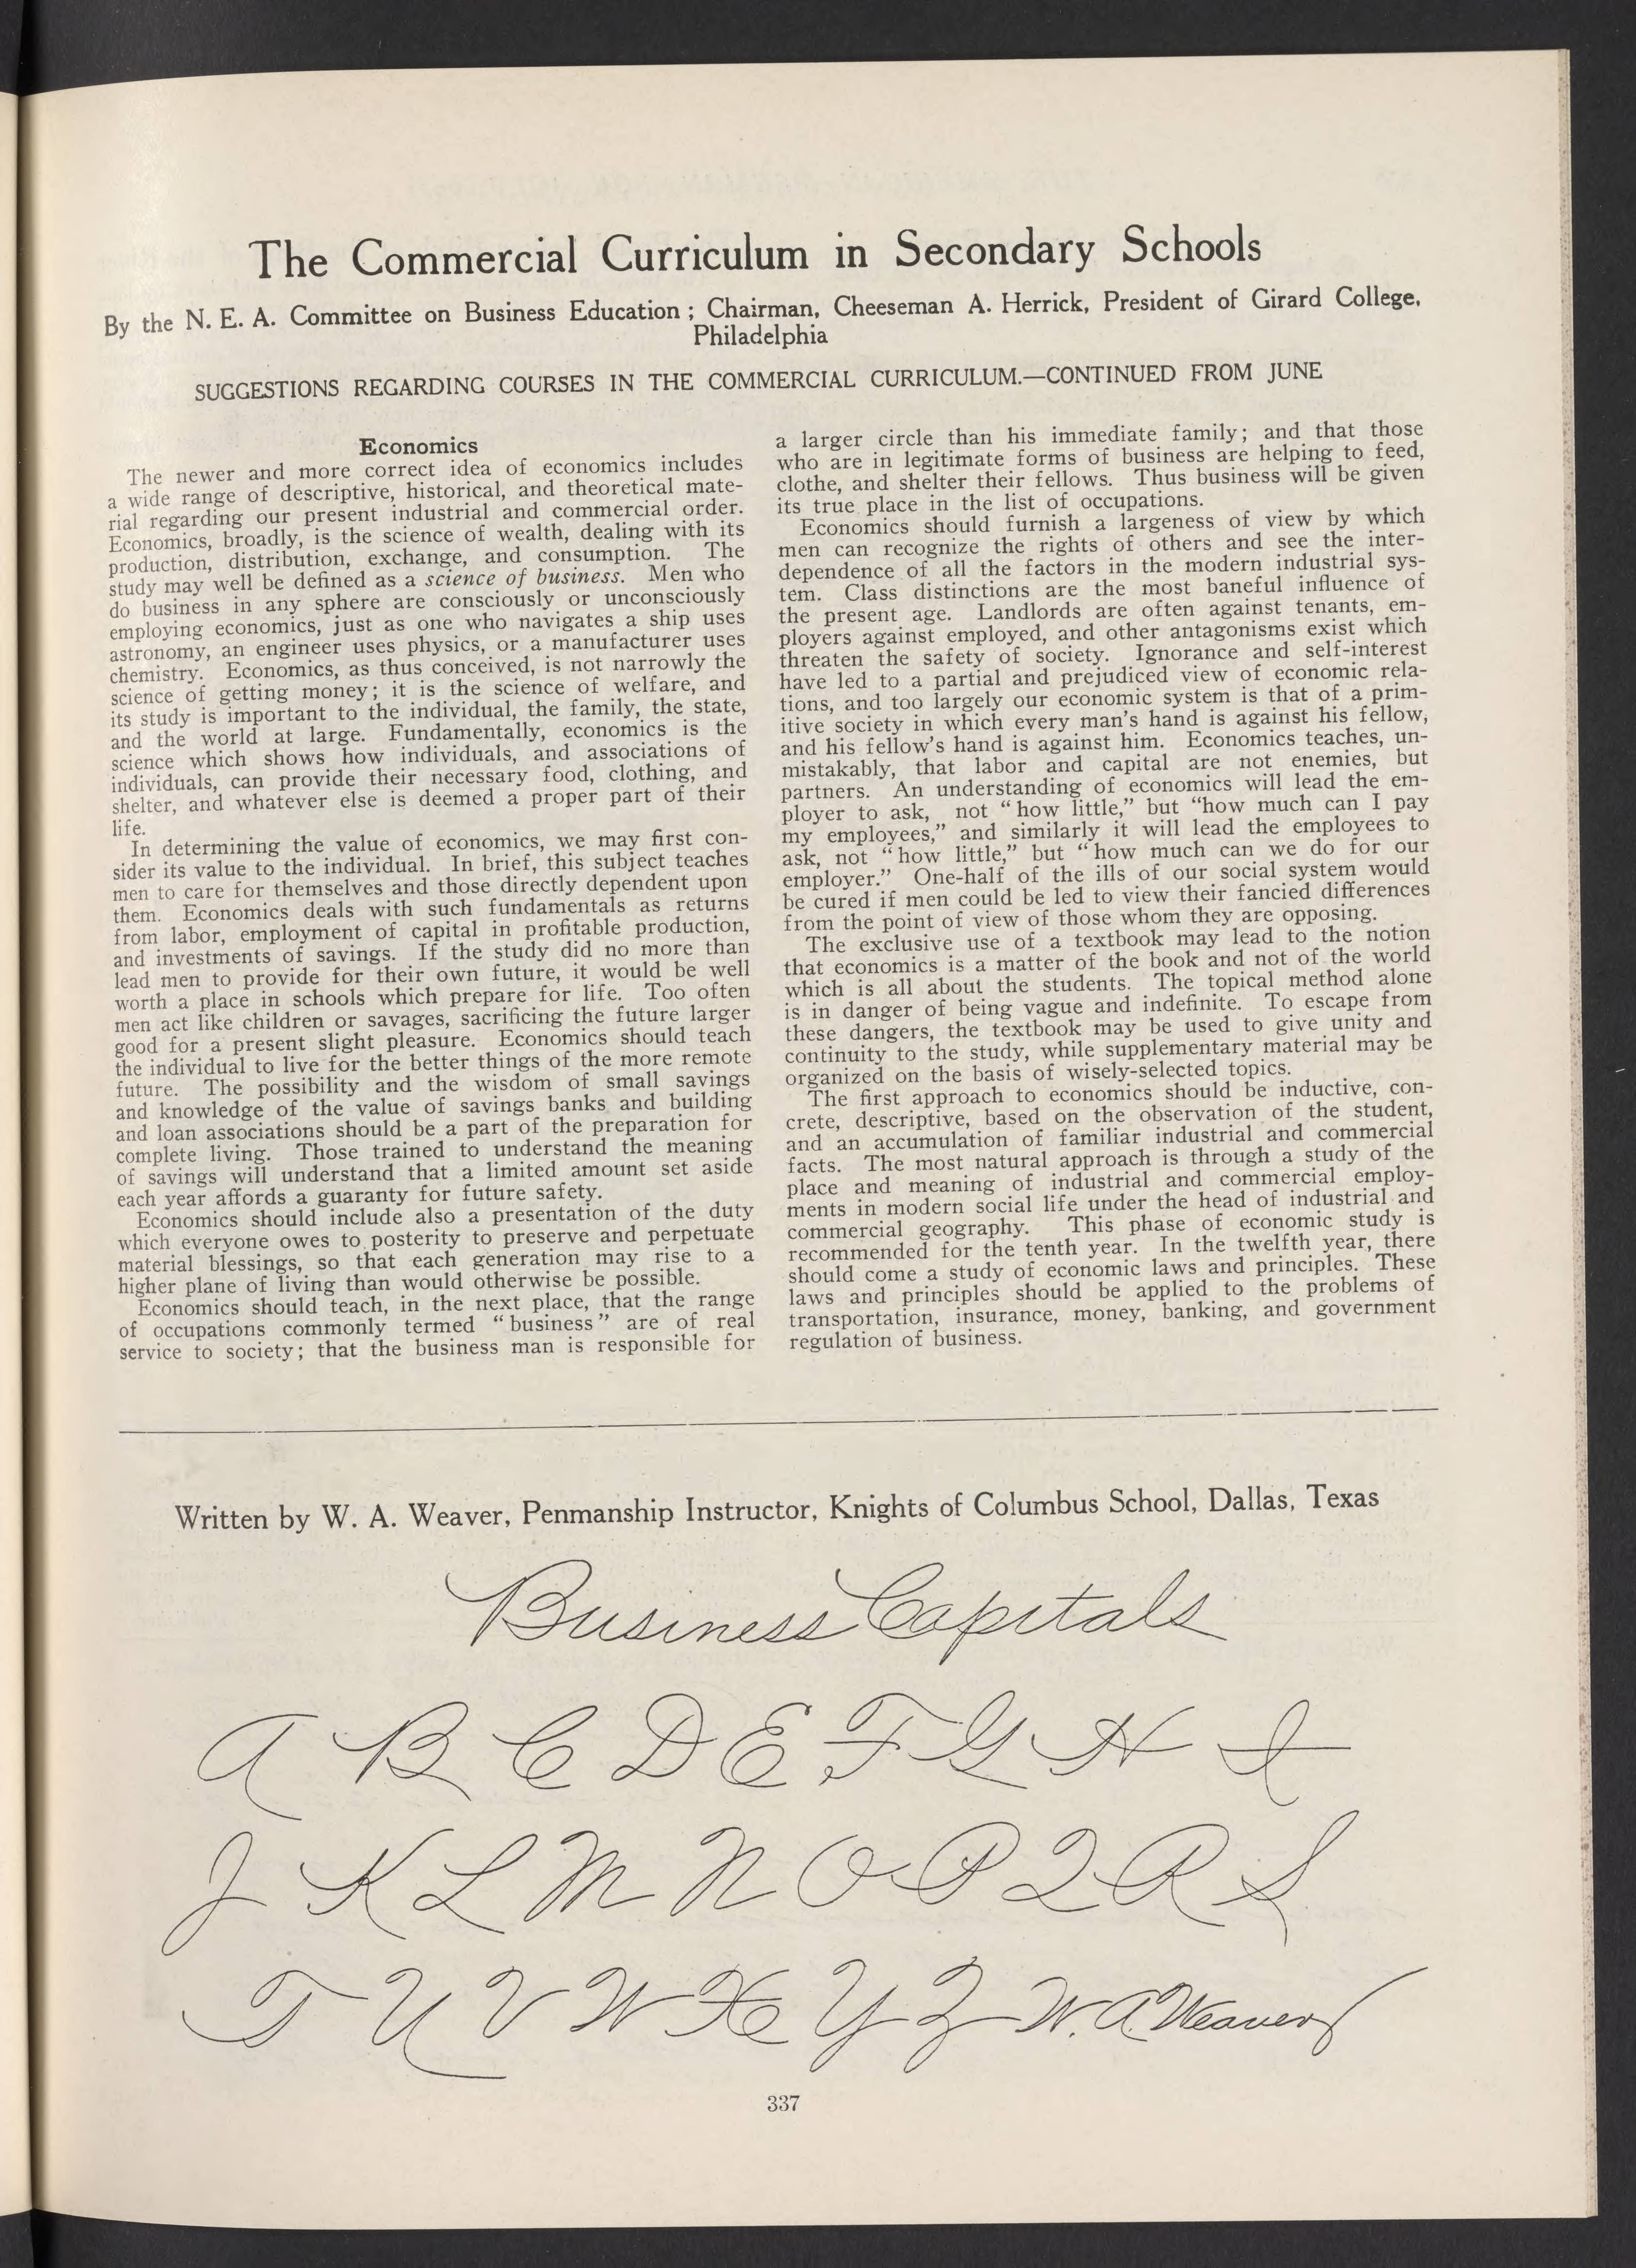 The Commercial Curriculum in Secondary Schools
By the N. E. A. Committee on Business Education; Chairman, Cheeseman A. Herrick, President of Girard College,
Philadelphia
SUGGESTIONS REGARDING COURSES IN THE COMMERCIAL CURRICULUM.—CONTINUED FROM JUNE
Economics
The newer and more correct idea of economics includes
a wide range of descriptive, historical, and theoretical mate-
rial regarding our present industrial and commercial order.
Economics, broadly, is the science of wealth, dealing with its
production, distribution, exchange, and consumption. The
study may well be defined as a science of business. Men who
do business in any sphere are consciously or unconsciously
employing economics, just as one who navigates a ship uses
astronomy, an engineer uses physics, or a manufacturer uses
chemistry. Economics, as thus conceived, is not narrowly the
science of getting money; it is the science of welfare, and
its study is important to the individual, the family, the state,
and the world at large. Fundamentally, economics is the
science which shows how individuals, and associations of
individuals, can provide their necessary food, clothing, and
shelter, and whatever else is deemed a proper part of their
life.
In determining the value of economics, we may first con-
sider its value to the individual. In brief, this subject teaches
men to care for themselves and those directly dependent upon
them. Economics deals with such fundamentals as returns
from labor, employment of capital in profitable production,
and investments of savings. If the study did no more than
lead men to provide for their own future, it would be well
worth a place in schools which prepare for life. Too often
men act like children or savages, sacrificing the future larger
good for a present slight pleasure. Economics should teach
the individual to live for the better things of the more remote
future. The possibility and the wisdom of small savings
and knowledge of the value of savings banks and building
and loan associations should be a part of the preparation for
complete living. Those trained to understand the meaning
of savings will understand that a limited amount set aside
each year affords a guaranty for future safety.
Economics should include also a presentation of the duty
which everyone owes to posterity to preserve and perpetuate
material blessings, so that each generation may rise to a
higher plane of living than would otherwise be possible.
Economics should teach, in the next place, that the range
of occupations commonly termed "business" are of real
service to society; that the business man is responsible for
a larger circle than his immediate family; and that those
who are in legitimate forms of business are helping to feed,
clothe, and shelter their fellows. Thus business will be given
its true place in the list of occupations.
Economics should furnish a largeness of view by which
men can recognize the rights of others and see the inter-
dependence of all the factors in the modern industrial sys-
tem. Class distinctions are the most baneful influence of
the present age. Landlords are often against tenants, em-
ployers against employed, and other antagonisms exist which
threaten the safety of society. Ignorance and self-interest
have led to a partial and prejudiced view of economic rela-
tions, and too largely our economic system is that of a prim-
itive society in which every man's hand is against his fellow,
and his fellow's hand is against him. Economics teaches, un-
mistakably, that labor and capital are not enemies, but
partners. An understanding of economics will lead the em-
ployer to ask, not "how little," but "how much can I pay
my employees," and similarly it will lead the employees to
ask, not "how little," but "how much can we do for our
employer." One-half of the ills of our social system would
be cured if men could be led to view their fancied differences
from the point of view of those whom they are opposing.
The exclusive use of a textbook may lead to the notion
that economics is a matter of the book and not of the world
which is all about the students. The topical method alone
is in danger of being vague and indefinite. To escape from
these dangers, the textbook may be used to give unity and
continuity to the study, while supplementary material may be
organized on the basis of wisely-selected topics.
The first approach to economics should be inductive, con-
crete, descriptive, based on the observation of the student,
and an accumulation of familiar industrial and commercial
facts. The most natural approach is through a study of the
place and meaning of industrial and commercial employ-
ments in modern social life under the head of industrial and
commercial geography. This phase of economic study is
recommended for the tenth year. In the twelfth year, there
should come a study of economic laws and principles. These
laws and principles should be applied to the problems of
transportation, insurance, money, banking, and government
regulation of business.
Written by W. A. Weaver, Penmanship Instructor, Knights of Columbus School, Dallas, Texas
Business Capitals
A B C D E F G H I
J K L M N O P Q R S
T U V W X Y Z W. A. Weaver
337